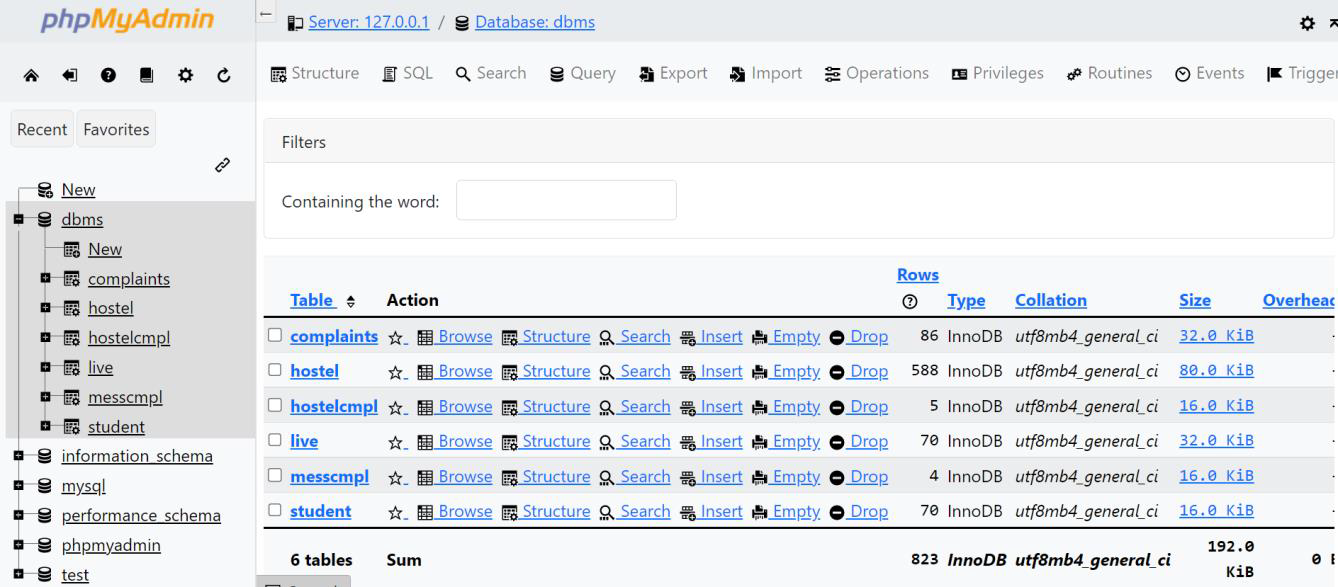 phpMyAdmin
← Server: 127.0.0.1 / Database: dbms
Structure SQL Search Query Export Import Operations Privileges Routines Events Trigger
Recent Favorites
New
dbms
New
complaints
hostel
hostelcmpl
live
messcmpl
student
information_schema
mysql
performance_schema
phpmyadmin
test
Filters
Containing the word:
Table Action Rows Type Collation Size Overhead
complaints Browse Structure Search Insert Empty Drop 86 InnoDB utf8mb4_general_ci 32.0 KiB -
hostel Browse Structure Search Insert Empty Drop 588 InnoDB utf8mb4_general_ci 80.0 KiB -
hostelcmpl Browse Structure Search Insert Empty Drop 5 InnoDB utf8mb4_general_ci 16.0 KiB -
live Browse Structure Search Insert Empty Drop 70 InnoDB utf8mb4_general_ci 32.0 KiB -
messcmpl Browse Structure Search Insert Empty Drop 4 InnoDB utf8mb4_general_ci 16.0 KiB -
student Browse Structure Search Insert Empty Drop 70 InnoDB utf8mb4_general_ci 16.0 KiB -
6 tables Sum 823 InnoDB utf8mb4_general_ci 192.0 KiB 0